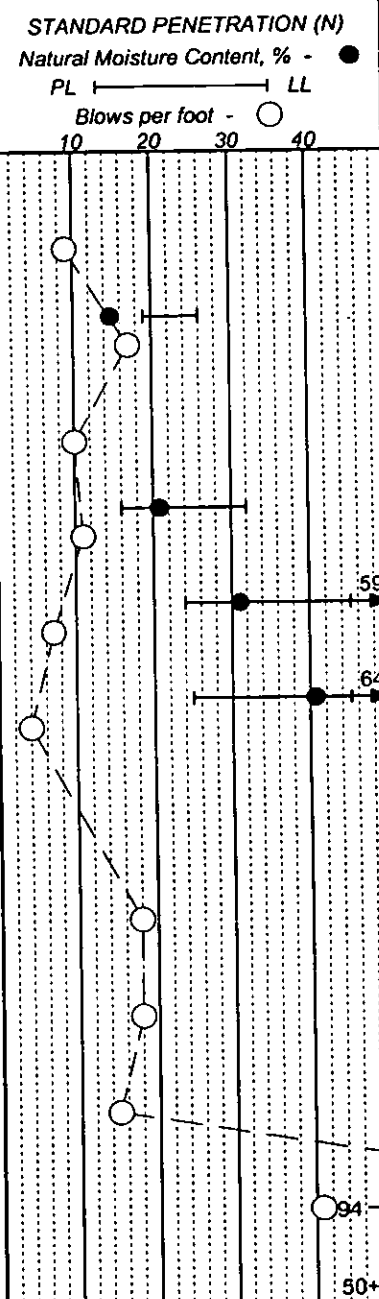 STANDARD PENETRATION (N)
Natural Moisture Content, % -
PL LL
Blows per foot -
10 20 30 40
59
64
94
50+